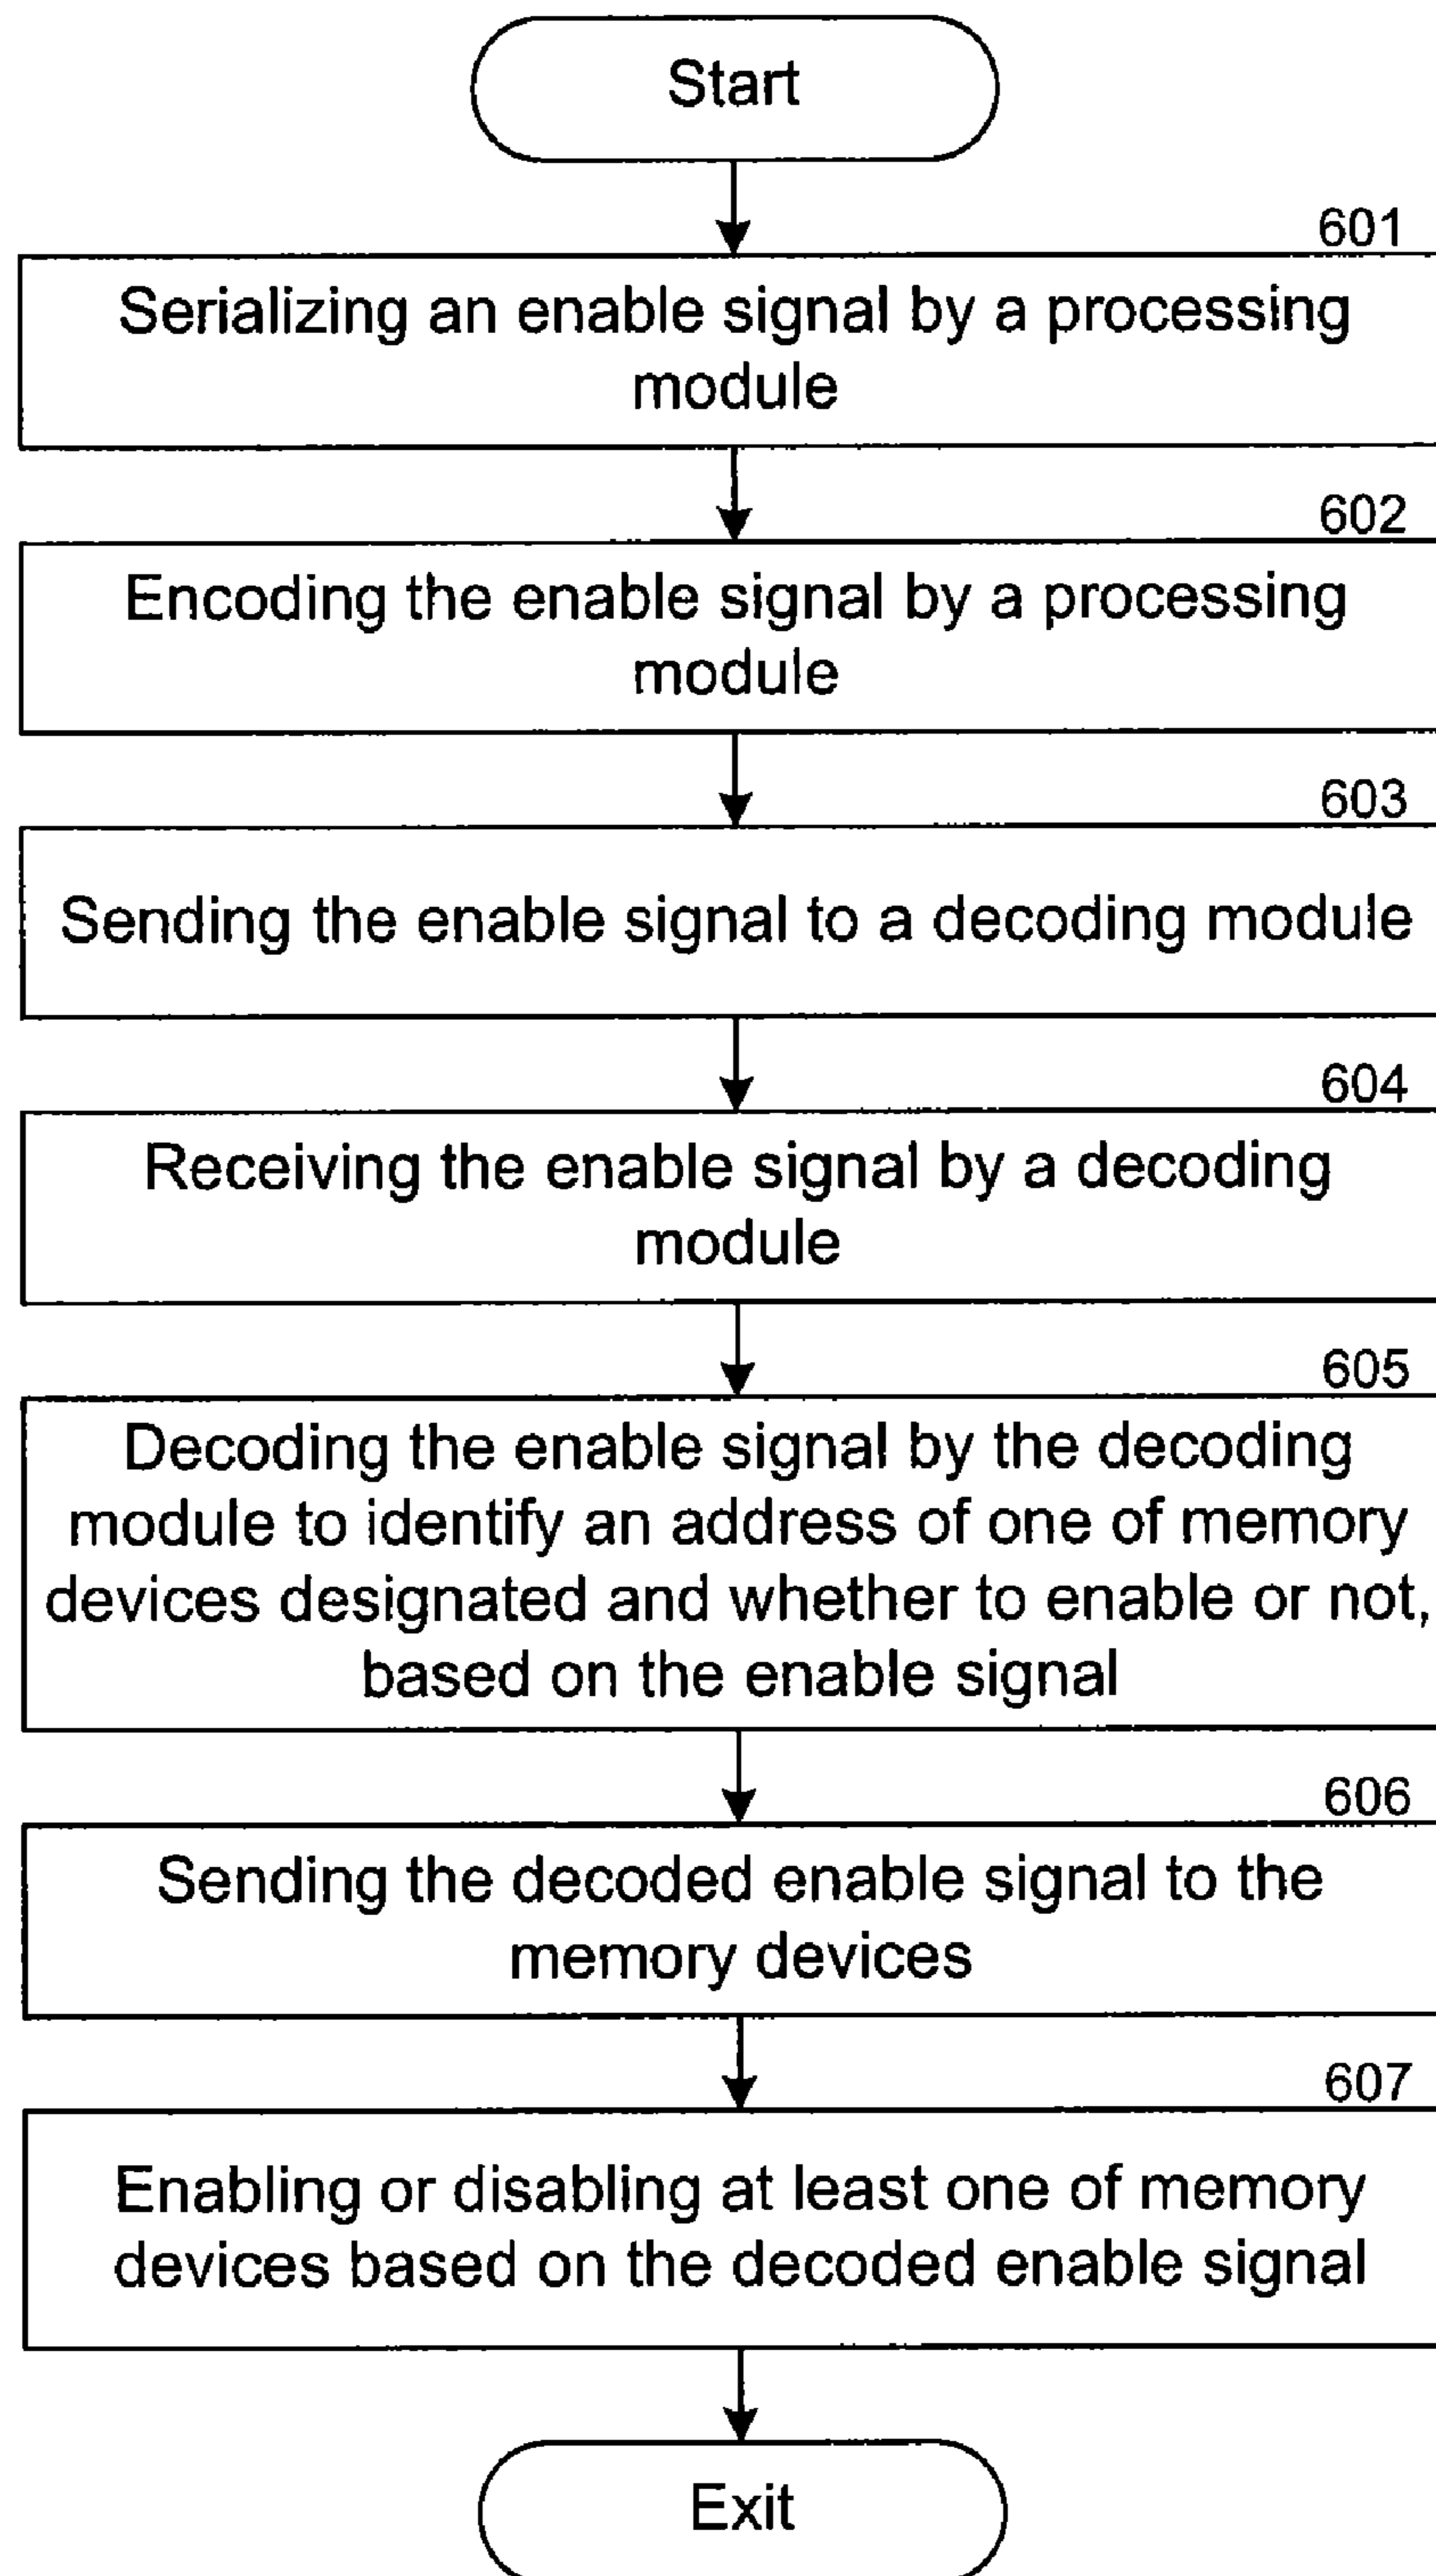 Start
601
Serializing an enable signal by a processing
module
602
Encoding the enable signal by a processing
module
603
Sending the enable signal to a decoding module
604
Receiving the enable signal by a decoding
module
605
Decoding the enable signal by the decoding
module to identify an address of one of memory
devices designated and whether to enable or not,
based on the enable signal
606
Sending the decoded enable signal to the
memory devices
607
Enabling or disabling at least one of memory
devices based on the decoded enable signal
Exit